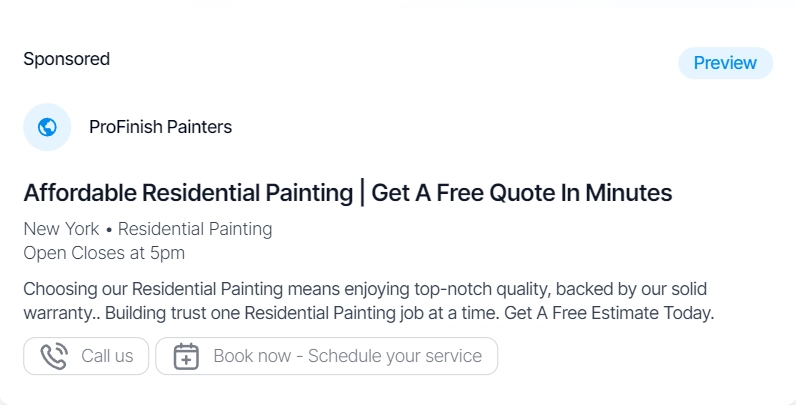 Sponsored
Preview
ProFinish Painters
Affordable Residential Painting | Get A Free Quote In Minutes
New York • Residential Painting
Open Closes at 5pm
Choosing our Residential Painting means enjoying top-notch quality, backed by our solid
warranty.. Building trust one Residential Painting job at a time. Get A Free Estimate Today.
Call us
Book now - Schedule your service